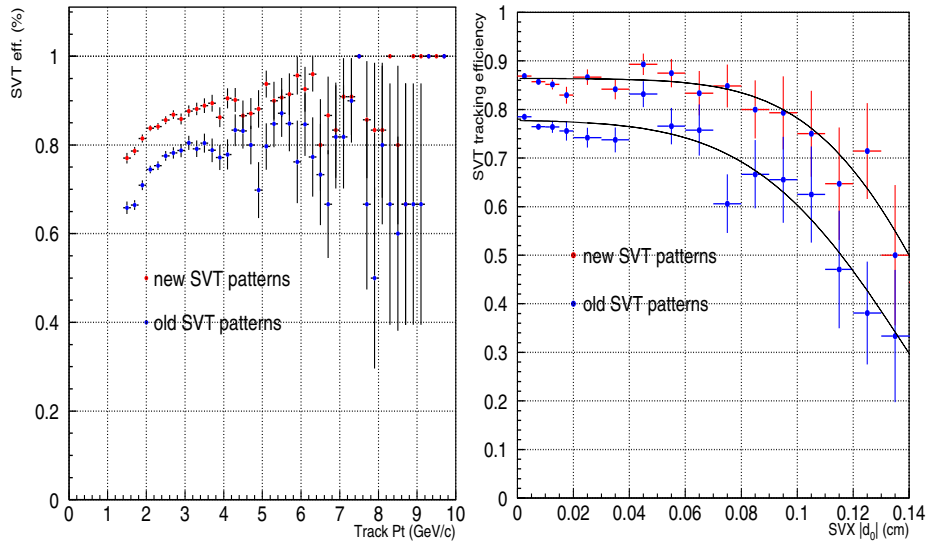 SVT eff. (%)
1
0.8
0.6
0.4
0.2
0
0 1 2 3 4 5 6 7 8 9 10
Track Pt (GeV/c)
new SVT patterns
old SVT patterns
SVT tracking efficiency
1
0.9
0.8
0.7
0.6
0.5
0.4
0.3
0.2
0.1
0
0 0.02 0.04 0.06 0.08 0.1 0.12 0.14
SVX |d₀| (cm)
new SVT patterns
old SVT patterns